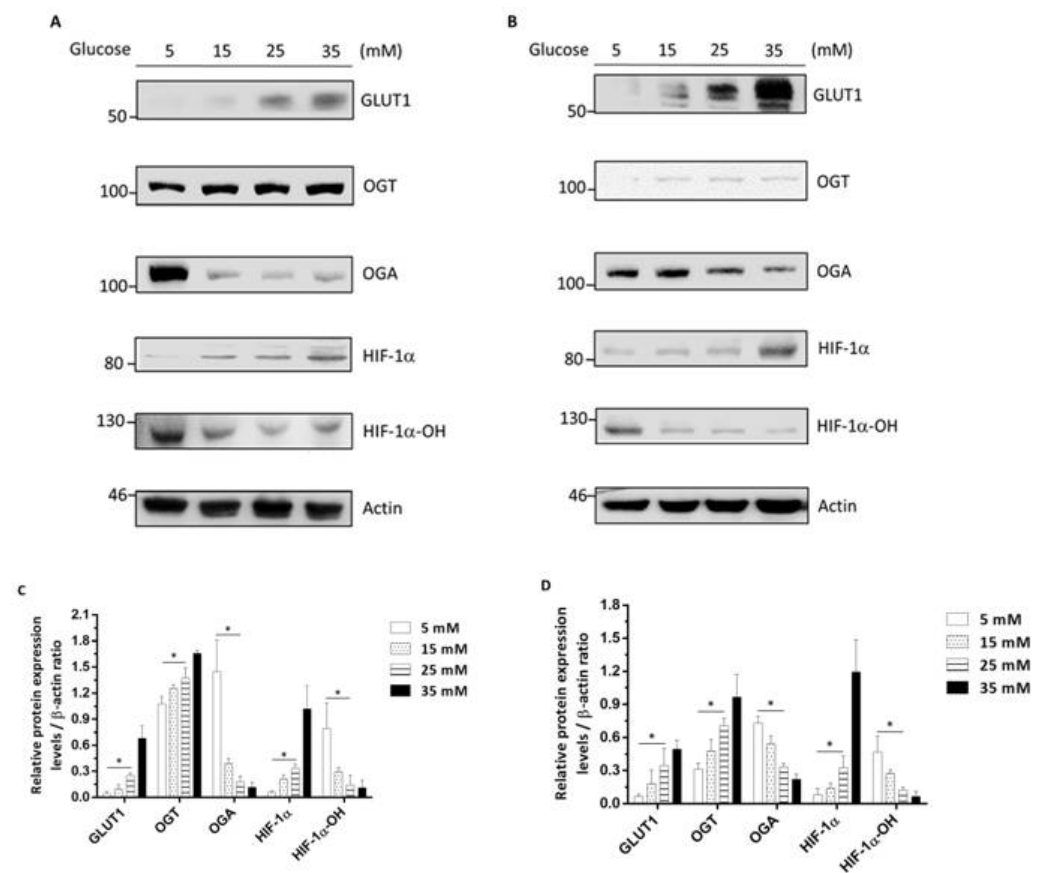 A
Glucose 5 15 25 35 (mM)
GLUT1
50
OGT
100
OGA
100
HIF-1α
80
130
HIF-1α-OH
46
Actin
B
Glucose 5 15 25 35 (mM)
GLUT1
50
OGT
100
OGA
100
HIF-1α
80
130
HIF-1α-OH
46
Actin
C
Relative protein expression
levels / β-actin ratio
2.1
1.8
1.5
1.2
0.9
0.6
0.3
0.0
*
*
*
*
*
GLUT1
OGT
OGA
HIF-1α
HIF-1α-OH
5 mM
15 mM
25 mM
35 mM
D
Relative protein expression
levels / β-actin ratio
1.8
1.5
1.2
0.9
0.6
0.3
0.0
*
*
*
*
*
GLUT1
OGT
OGA
HIF-1α
HIF-1α-OH
5 mM
15 mM
25 mM
35 mM